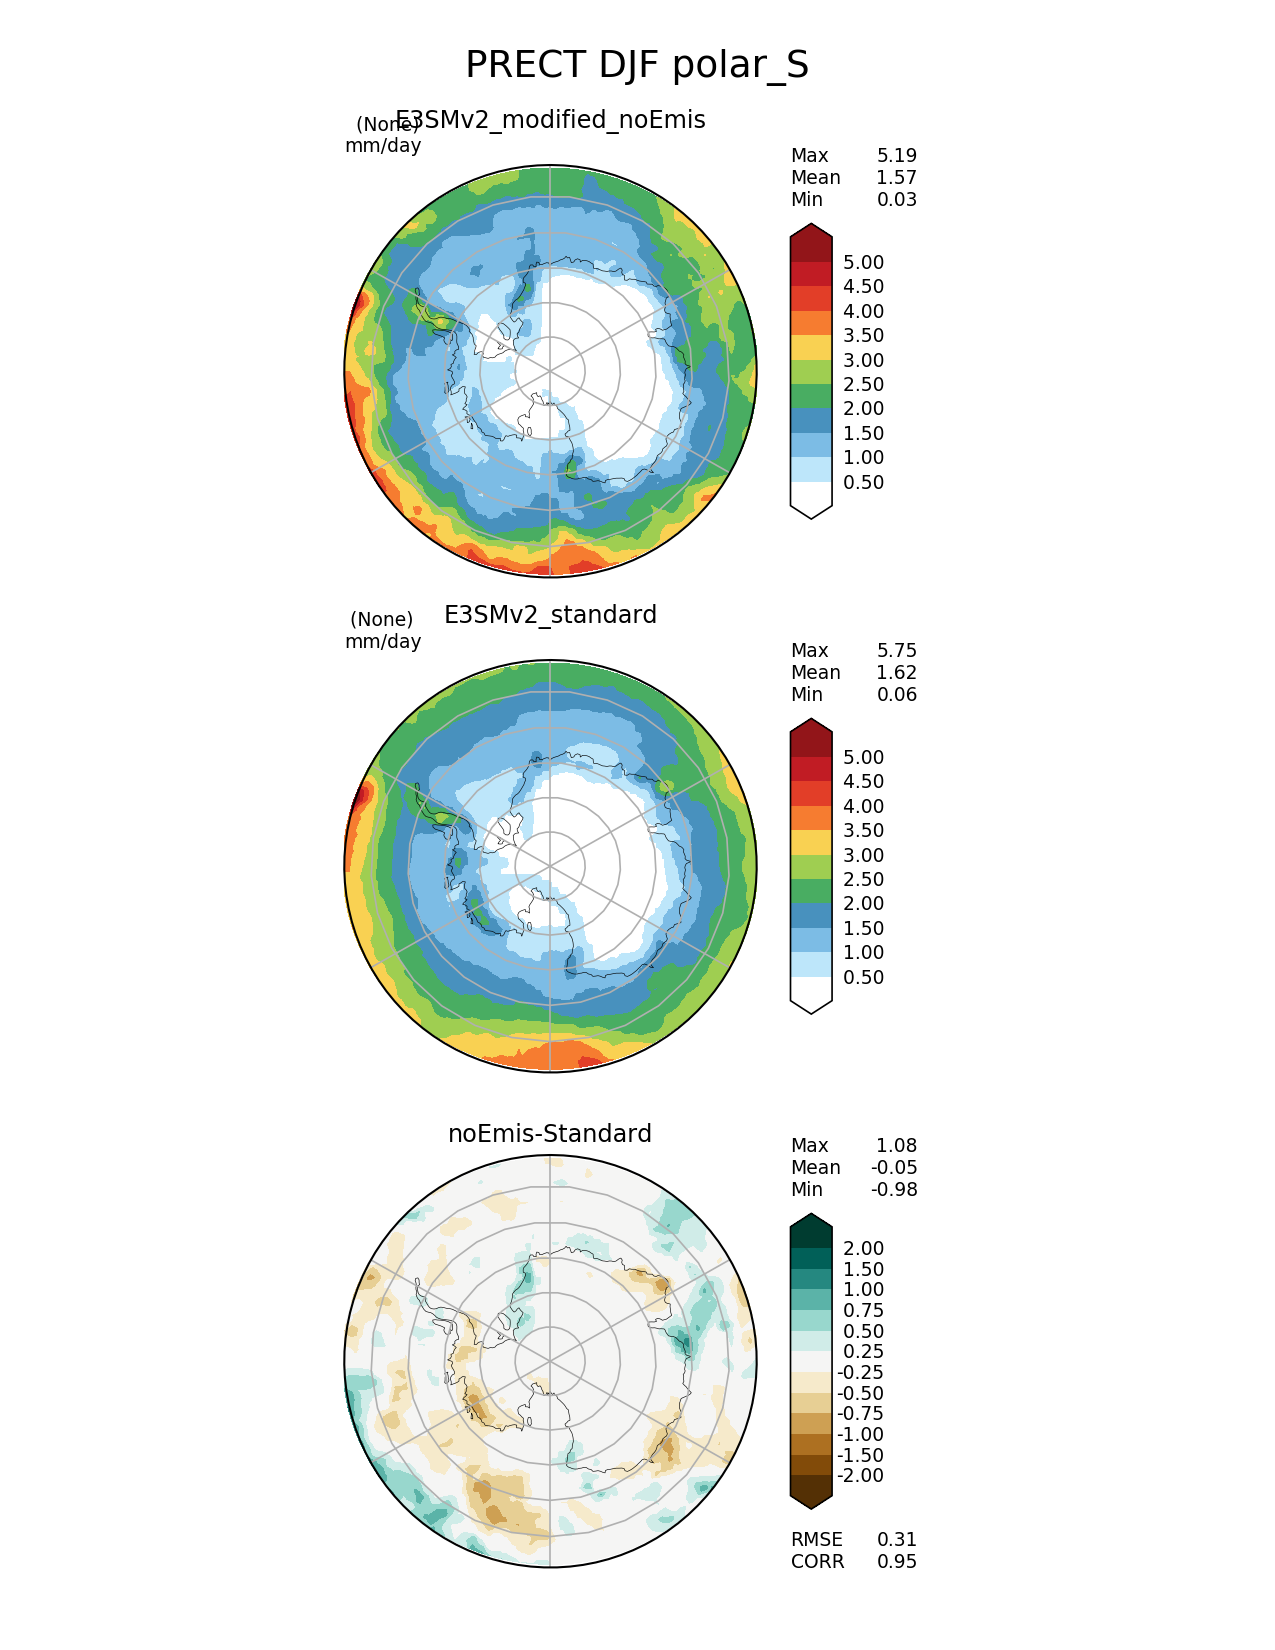 PRECT DJF polar_S
E3SMv2_modified_noEmis
(None)
mm/day
Max 5.19
Mean 1.57
Min 0.03
5.00
4.50
4.00
3.50
3.00
2.50
2.00
1.50
1.00
0.50
(None)
E3SMv2_standard
mm/day
Max 5.75
Mean 1.62
Min 0.06
5.00
4.50
4.00
3.50
3.00
2.50
2.00
1.50
1.00
0.50
noEmis-Standard
Max 1.08
Mean -0.05
Min -0.98
2.00
1.50
1.00
0.75
0.50
0.25
-0.25
-0.50
-0.75
-1.00
-1.50
-2.00
RMSE 0.31
CORR 0.95